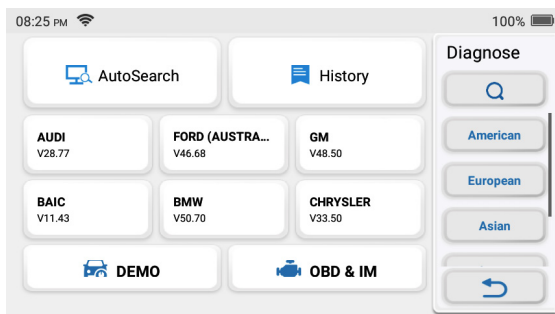 08:25 PM 100%
Diagnose
AutoSearch History
AUDI FORD (AUSTRA... GM
V28.77 V46.68 V48.50
American
European
BAIC BMW CHRYSLER
V11.43 V50.70 V33.50
Asian
DEMO OBD & IM